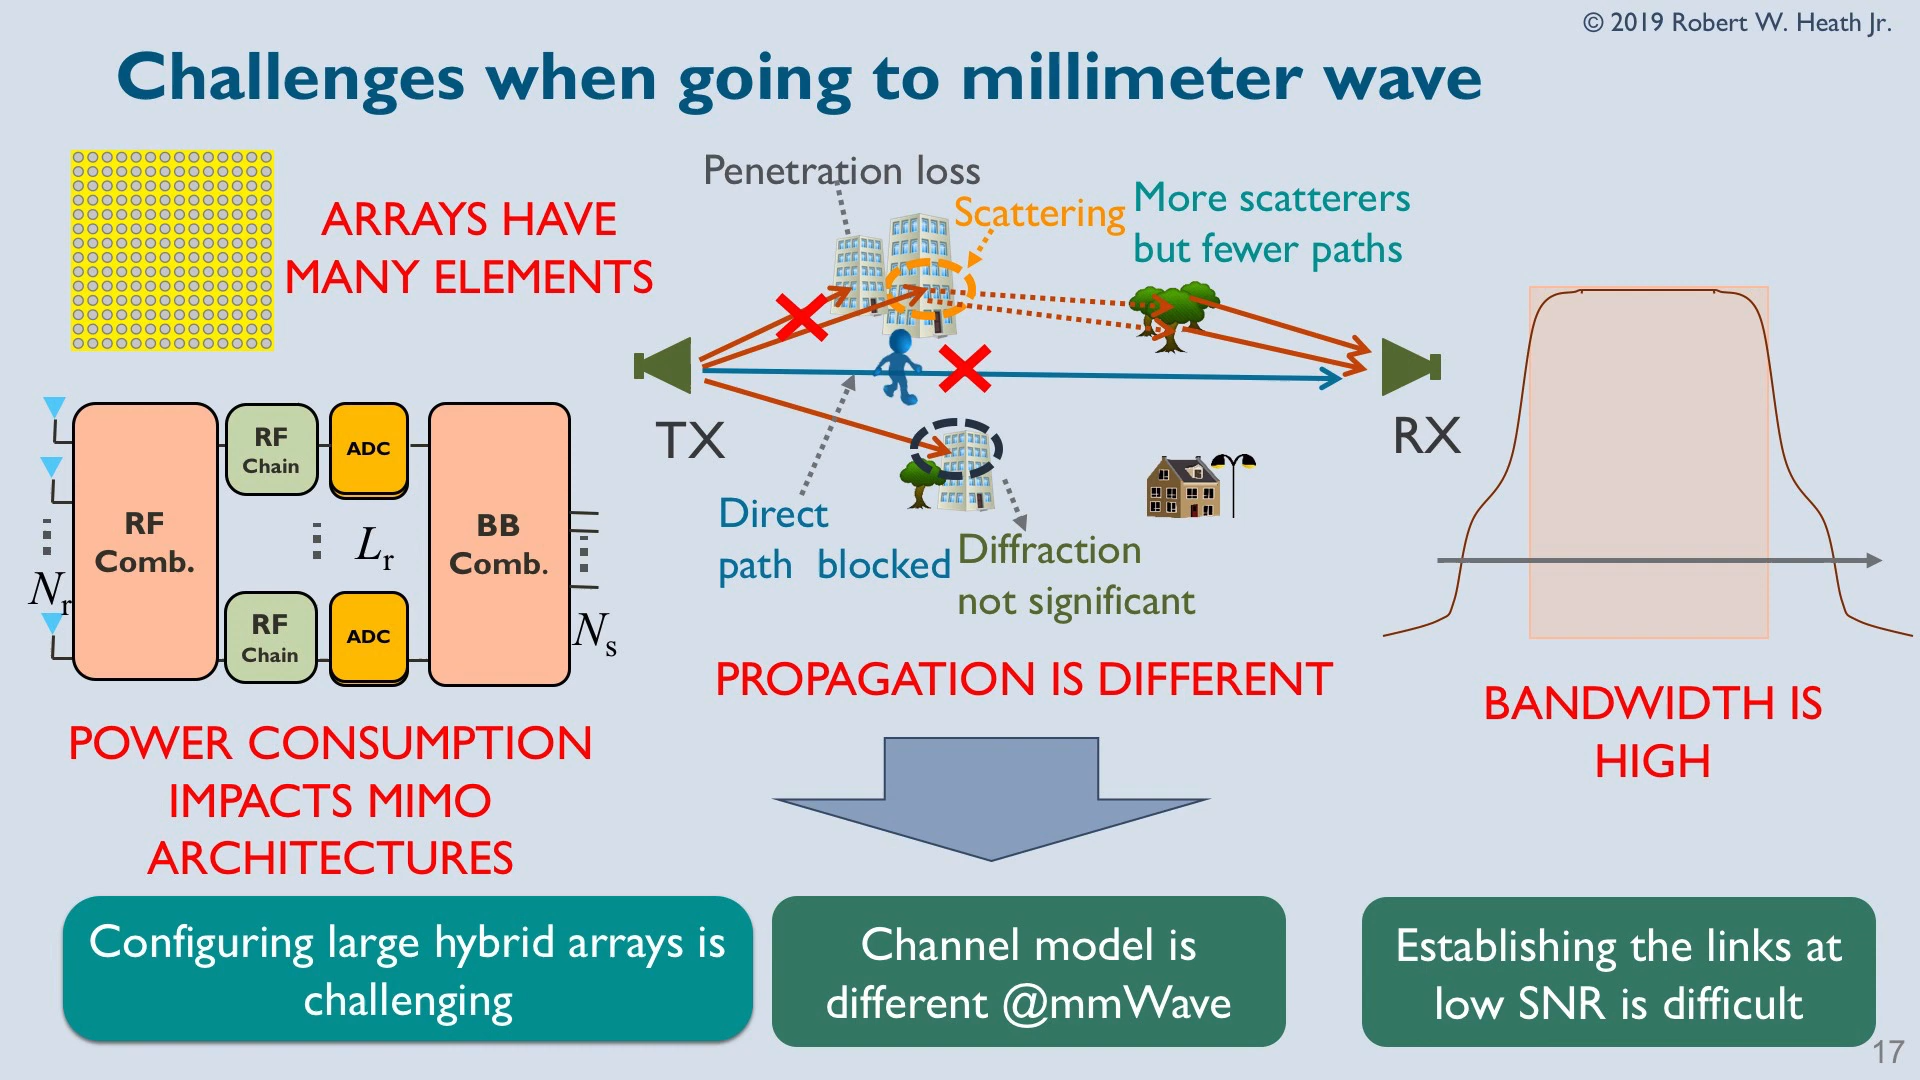 © 2019 Robert W. Heath Jr.
Challenges when going to millimeter wave
ARRAYS HAVE
MANY ELEMENTS
Penetration loss
Scattering
More scatterers
but fewer paths
TX
RX
Direct
path blocked
Diffraction
not significant
RF
Comb.
RF
Chain
ADC
RF
Chain
ADC
BB
Comb.
Nr
Lr
Ns
PROPAGATION IS DIFFERENT
BANDWIDTH IS
HIGH
POWER CONSUMPTION
IMPACTS MIMO
ARCHITECTURES
Configuring large hybrid arrays is
challenging
Channel model is
different @mmWave
Establishing the links at
low SNR is difficult
17